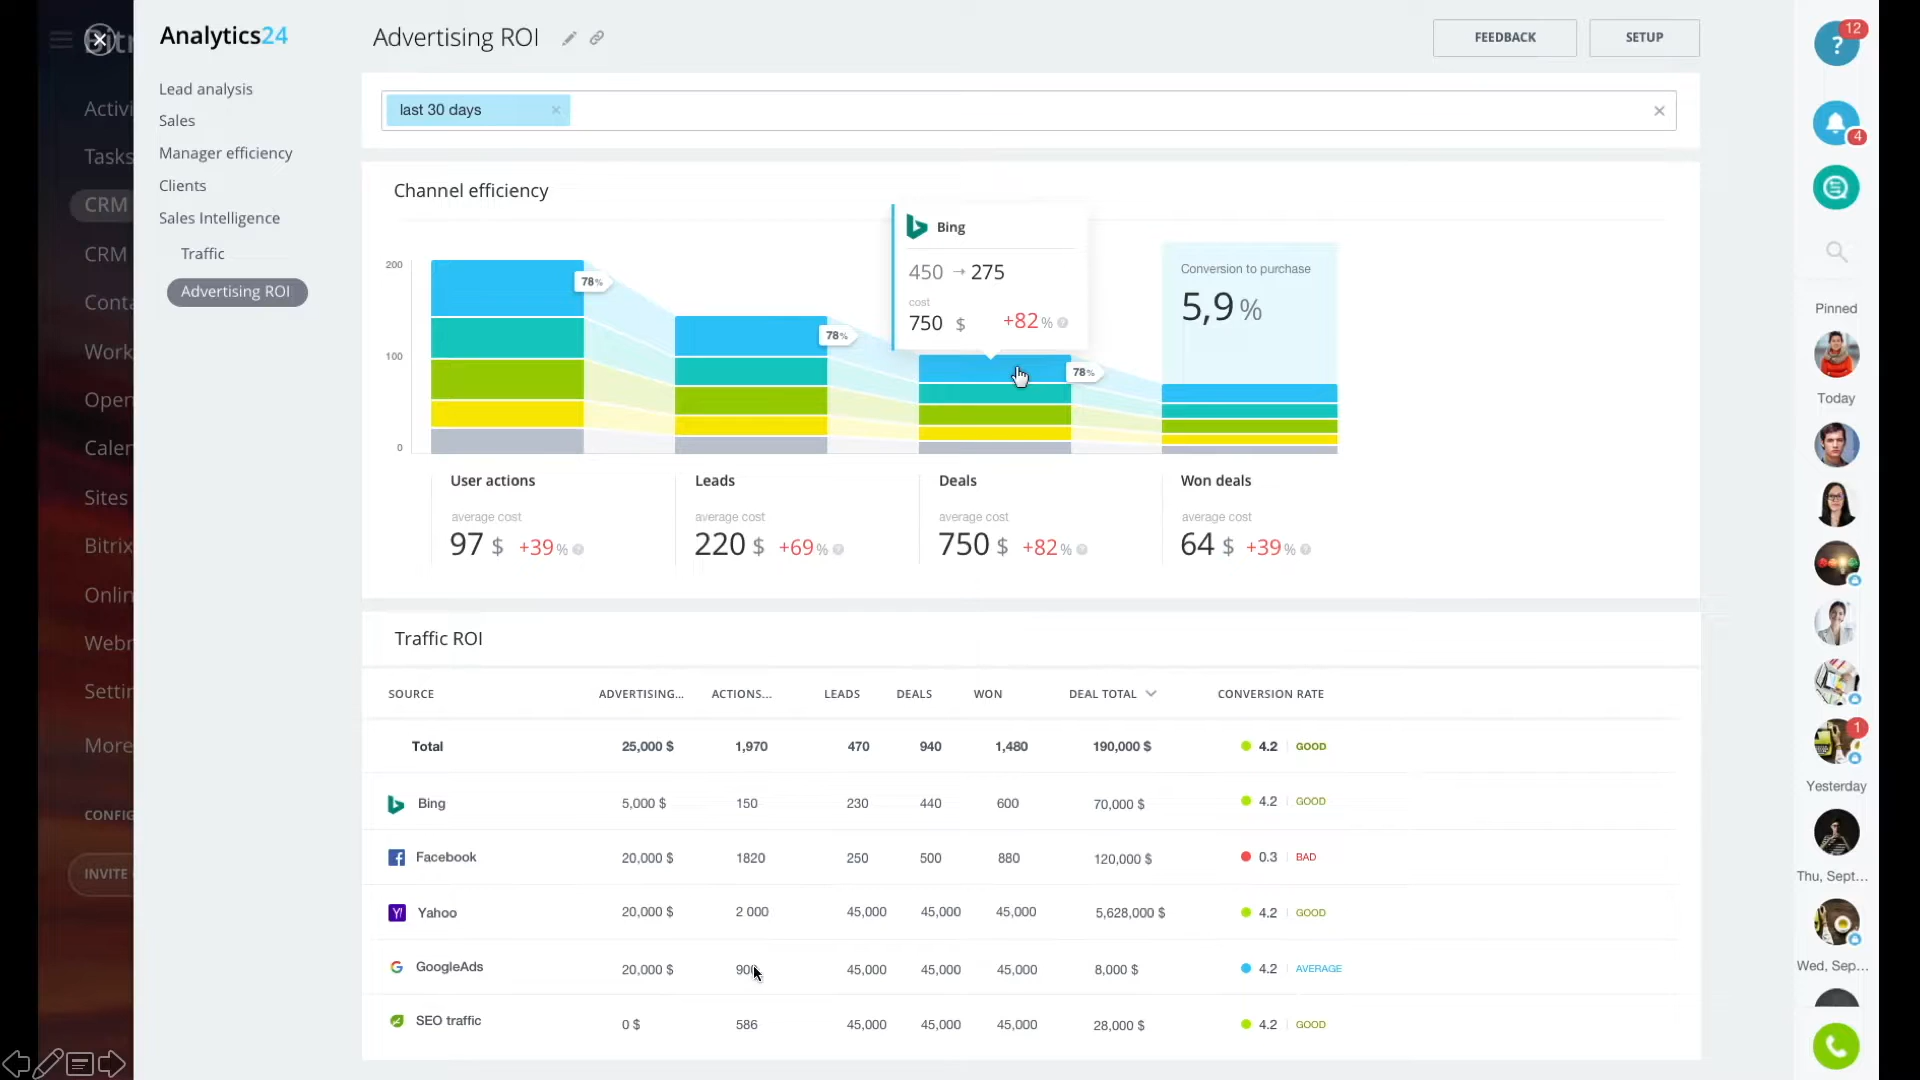 Bitr
Analytics24
Advertising ROI
FEEDBACK
SETUP
12
?
4
Activi
Tasks
CRM
CRM
Conta
Work
Open
Calen
Sites
Bitrix
Onlin
Webm
Settin
More
CONFIG
INVITE
Lead analysis
Sales
Manager efficiency
Clients
Sales Intelligence
Traffic
Advertising ROI
last 30 days
Channel efficiency
200
100
0
78%
78%
78%
Bing
450 → 275
cost
750 $ +82 % ?
Conversion to purchase
5,9 %
User actions
average cost
97 $ +39 % ?
Leads
average cost
220 $ +69 % ?
Deals
average cost
750 $ +82 % ?
Won deals
average cost
64 $ +39 % ?
Traffic ROI
SOURCE ADVERTISING... ACTIONS... LEADS DEALS WON DEAL TOTAL CONVERSION RATE
Total 25,000 $ 1,970 470 940 1,480 190,000 $ 4.2 GOOD
Bing 5,000 $ 150 230 440 600 70,000 $ 4.2 GOOD
Facebook 20,000 $ 1820 250 500 880 120,000 $ 0.3 BAD
Yahoo 20,000 $ 2 000 45,000 45,000 45,000 5,628,000 $ 4.2 GOOD
GoogleAds 20,000 $ 45,000 45,000 45,000 8,000 $ 4.2 AVERAGE
SEO traffic 0 $ 586 45,000 45,000 45,000 28,000 $ 4.2 GOOD
Pinned
Today
1
Yesterday
Thu, Sept...
Wed, Sep...